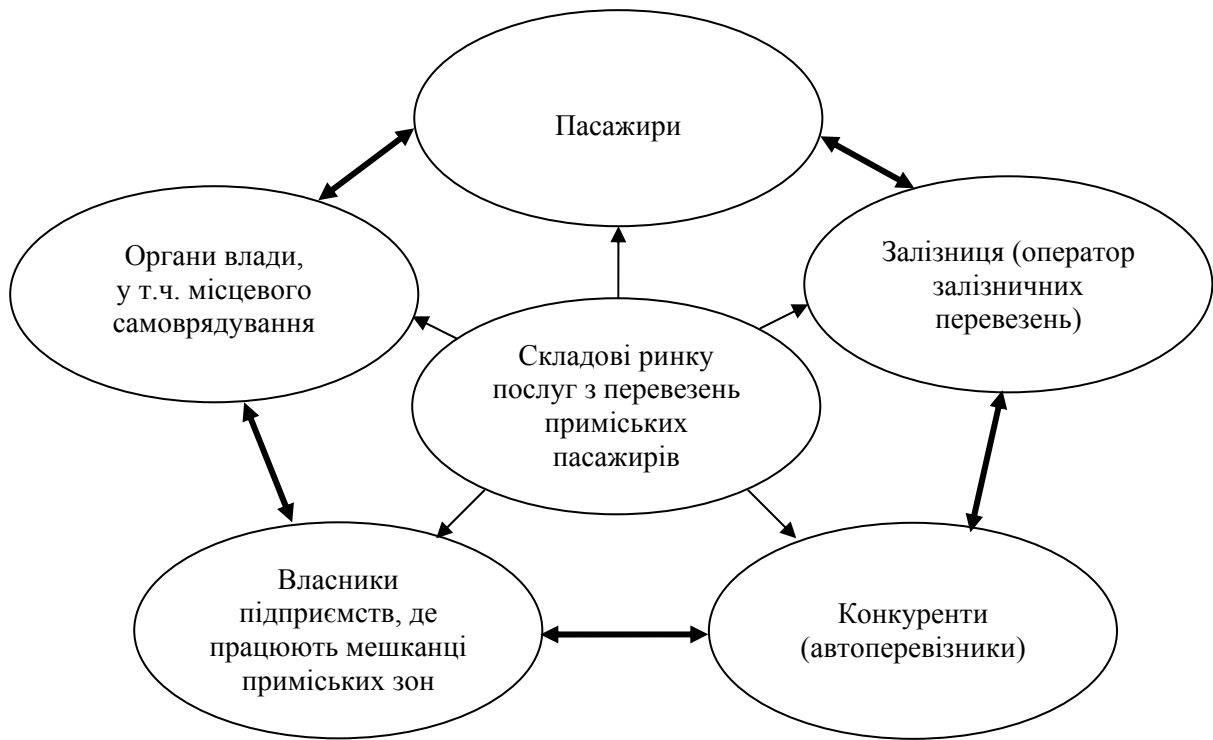 Пасажири
Органи влади,
у т.ч. місцевого
самоврядування
Залізниця (оператор
залізничних
перевезень)
Складові ринку
послуг з перевезень
приміських
пасажирів
Власники
підприємств, де
працюють мешканці
приміських зон
Конкуренти
(автоперевізники)